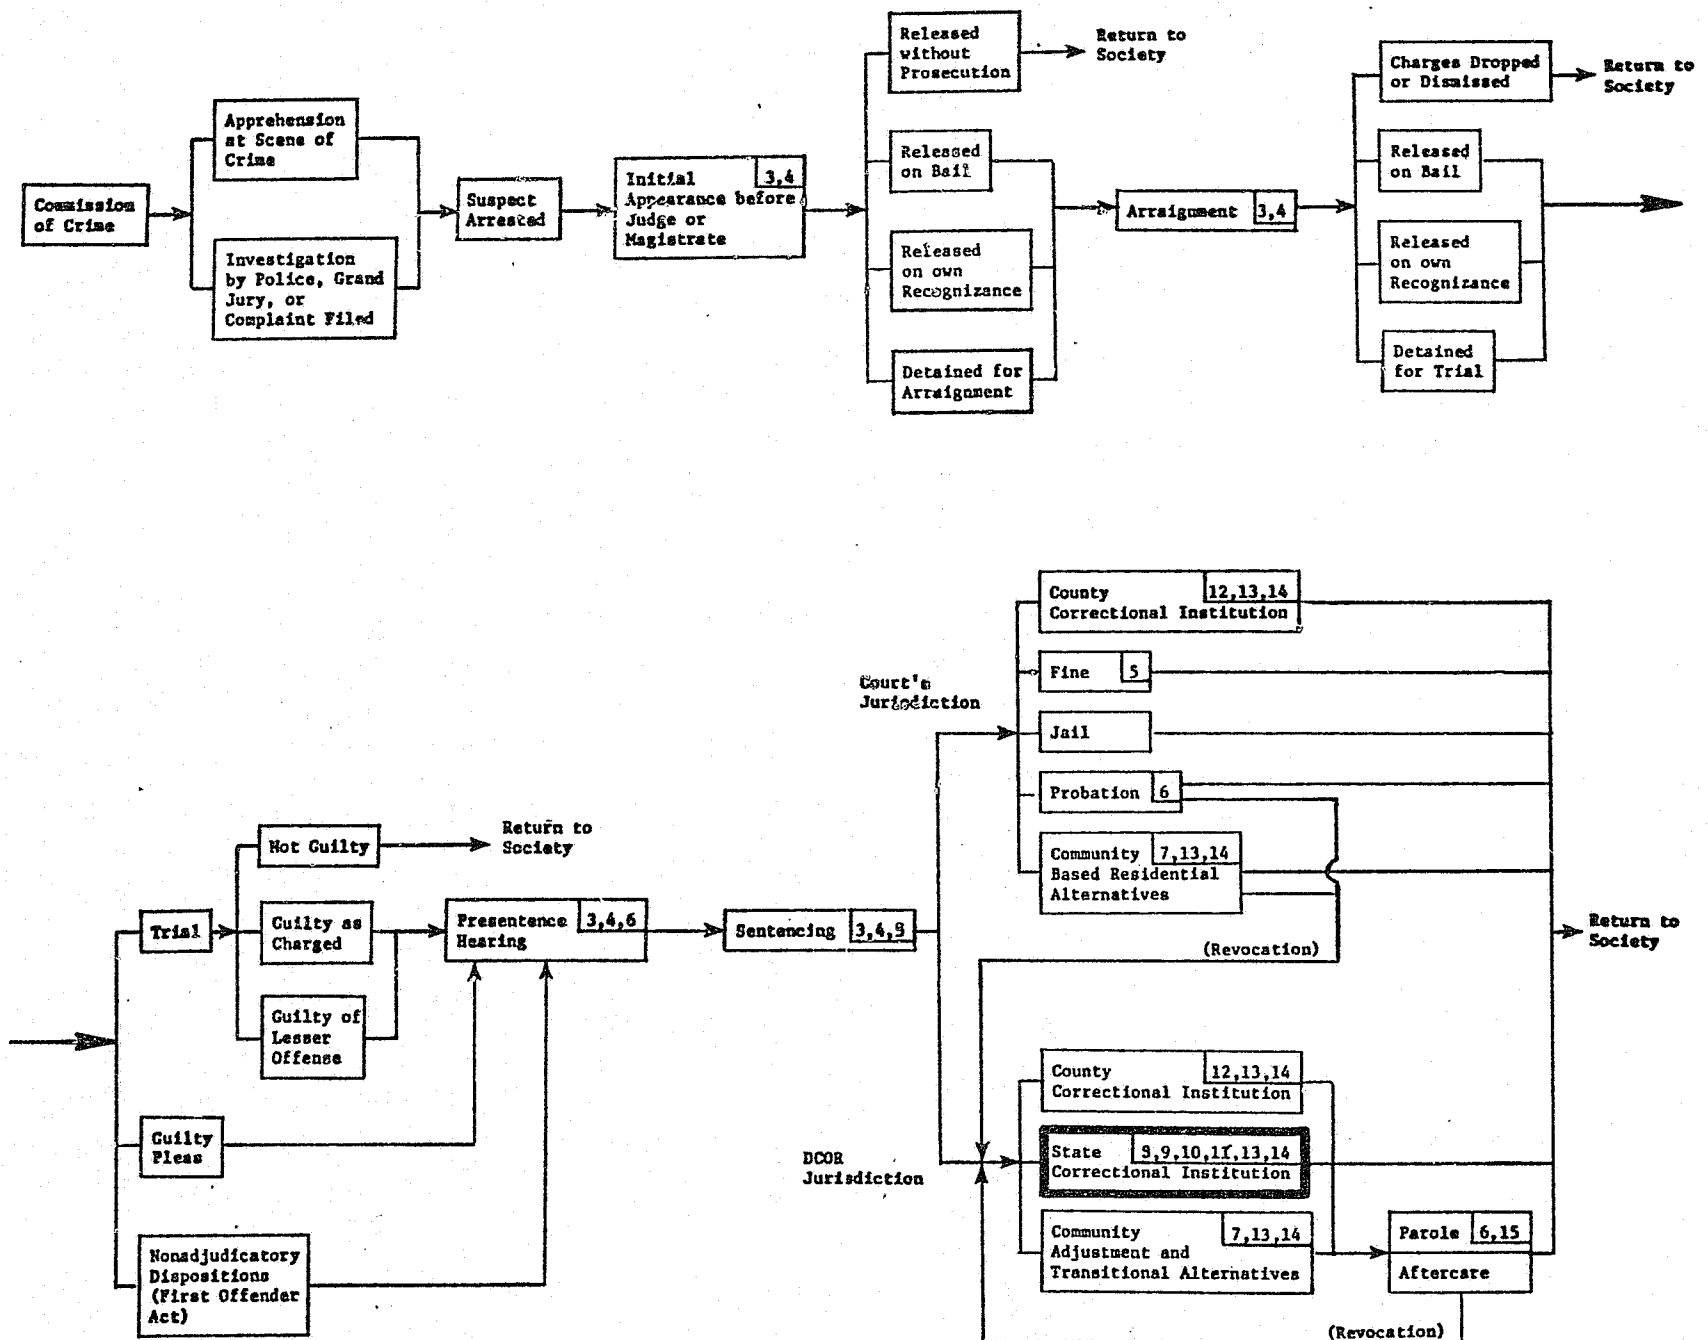 Commission
of Crime
Apprehension
at Scene of
Crime
Investigation
by Police, Grand
Jury, or
Complaint Filed
Suspect
Arrested
Initial 3,4
Appearance before
Judge or
Magistrate
Released
without
Prosecution
Return to
Society
Released
on Bail
Released
on own
Recognizance
Detained for
Arraignment
Arraignment 3,4
Charges Dropped
or Dismissed
Return to
Society
Released
on Bail
Released
on own
Recognizance
Detained
for Trial
Trial
Not Guilty
Return to
Society
Guilty as
Charged
Guilty of
Lesser
Offense
Guilty
Pleas
Nonadjudicatory
Dispositions
(First Offender
Act)
Presentence 3,4,6
Hearing
Sentencing
Court's
Jurisdiction
County 12,13,14
Correctional Institution
Fine 5
Jail
Probation 6
Community 7,13,14
Based Residential
Alternatives
(Revocation)
Return to
Society
DCOR
Jurisdiction
County 12,13,14
Correctional Institution
State
Correctional Institution
Community 7,13,14
Adjustment and
Transitional Alternatives
Parole 6,15
Aftercare
(Revocation)